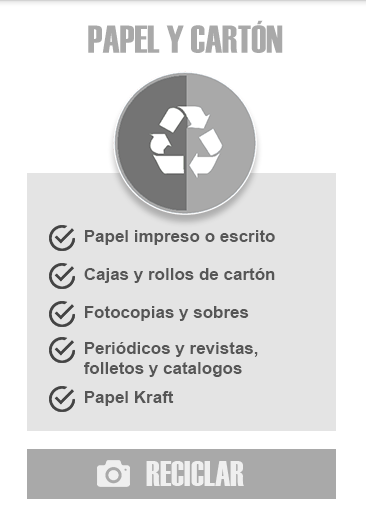 PAPEL Y CARTÓN
Papel impreso o escrito
Cajas y rollos de cartón
Fotocopias y sobres
Periódicos y revistas,
folletos y catalogos
Papel Kraft
RECICLAR